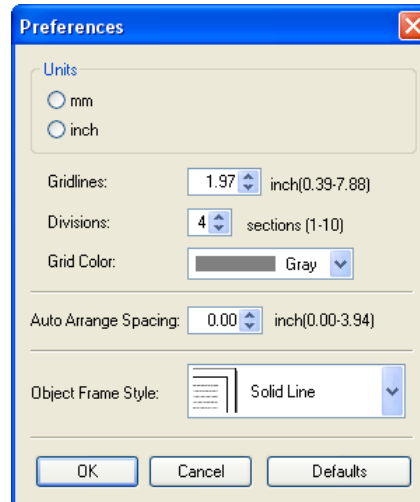 Preferences
Units
mm
inch
Gridlines: 1.97 inch(0.39-7.88)
Divisions: 4 sections (1-10)
Grid Color: Gray
Auto Arrange Spacing: 0.00 inch(0.00-3.94)
Object Frame Style: Solid Line
OK Cancel Defaults